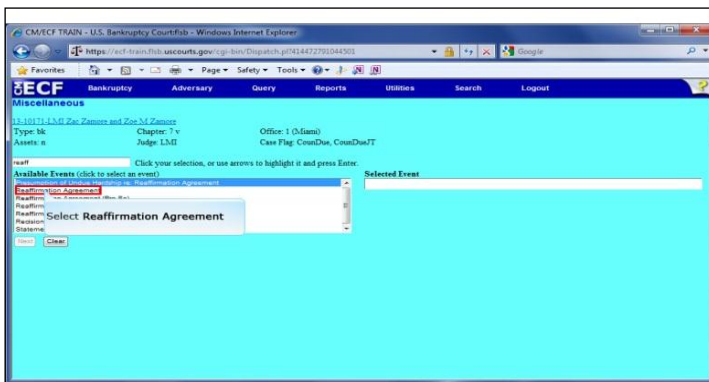 CM/ECF TRAIN - U.S. Bankruptcy Court:flsb - Windows Internet Explorer
https://ecf-train.flsb.uscourts.gov/cgi-bin/Dispatch.pl?414472791044501
Google
Favorites Page Safety Tools
ECF Bankruptcy Adversary Query Reports Utilities Search Logout
Miscellaneous
13-10171-LMI Zac Zamore and Zoe M Zamore
Type: bk Chapter: 7 v Office: 1 (Miami)
Assets: n Judge: LMI Case Flag: CounDue, CounDueJT
reaff Click your selection, or use arrows to highlight it and press Enter.
Available Events (click to select an event) Selected Event
Presumption of Undue Hardship re: Reaffirmation Agreement
Reaffirmation Agreement
Select Reaffirmation Agreement
Next Clear